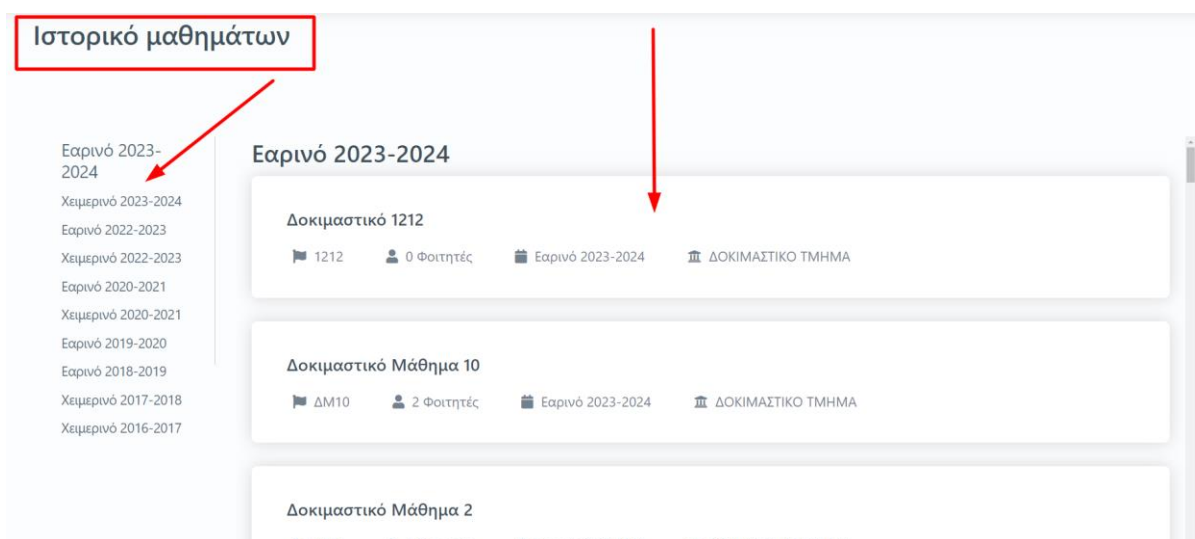 Ιστορικό μαθημάτων
Εαρινό 2023-
2024
Χειμερινό 2023-2024
Εαρινό 2022-2023
Χειμερινό 2022-2023
Εαρινό 2020-2021
Χειμερινό 2020-2021
Εαρινό 2019-2020
Εαρινό 2018-2019
Χειμερινό 2017-2018
Χειμερινό 2016-2017
Εαρινό 2023-2024
Δοκιμαστικό 1212
1212 0 Φοιτητές Εαρινό 2023-2024 ΔΟΚΙΜΑΣΤΙΚΟ ΤΜΗΜΑ
Δοκιμαστικό Μάθημα 10
ΔΜ10 2 Φοιτητές Εαρινό 2023-2024 ΔΟΚΙΜΑΣΤΙΚΟ ΤΜΗΜΑ
Δοκιμαστικό Μάθημα 2